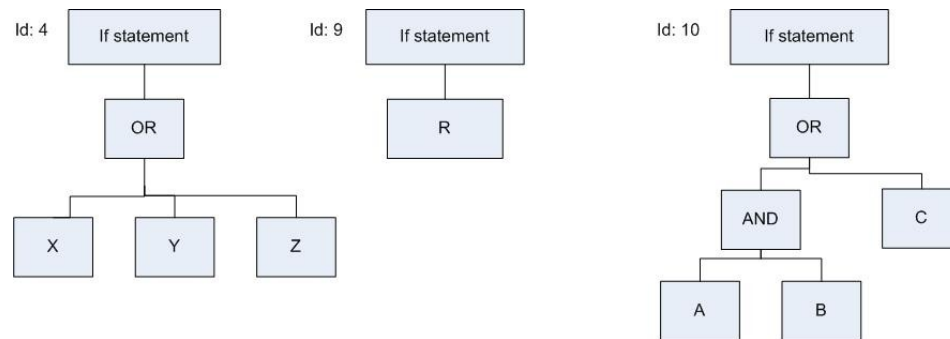 Id: 4
If statement
Id: 9
If statement
Id: 10
If statement
OR
R
OR
X
Y
Z
AND
C
A
B